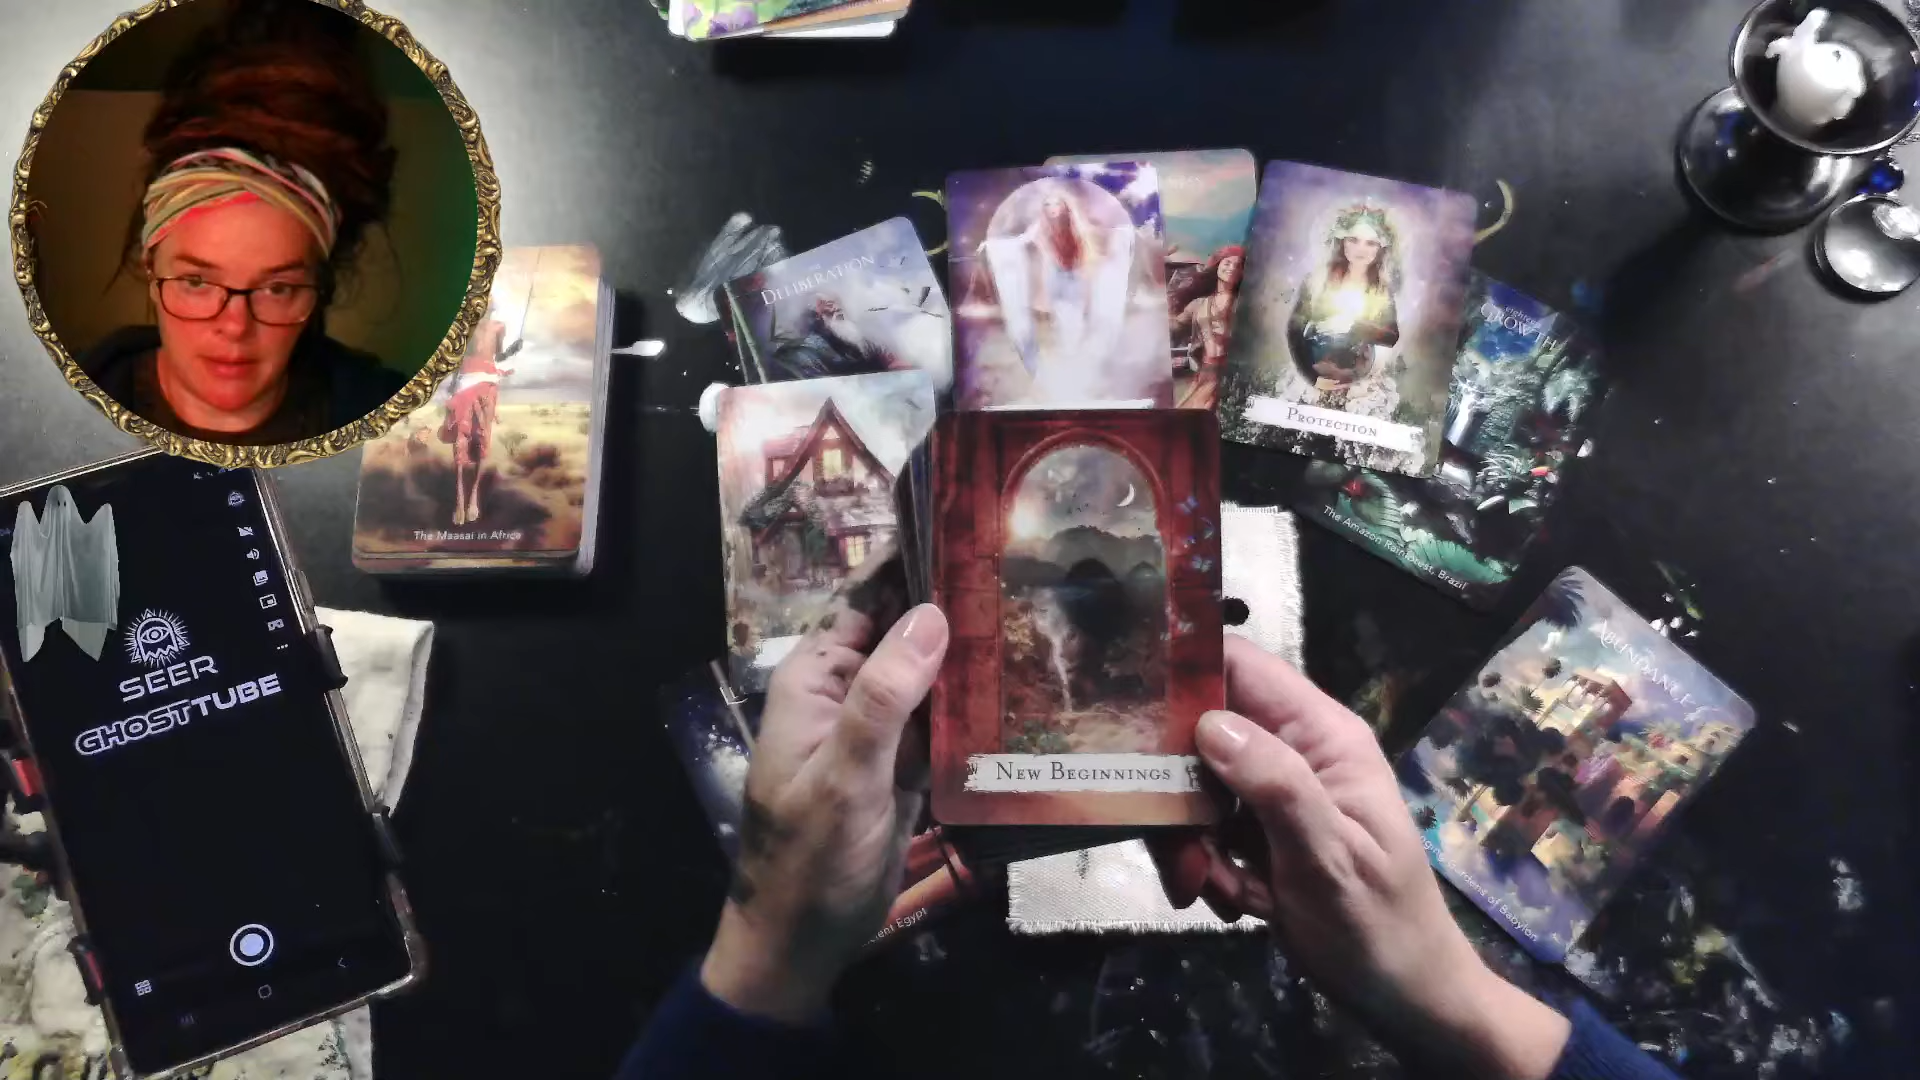 DELIBERATION
eighteen
GROWTH
PROTECTION
The Maasai in Africa
The Amazon Rainforest, Brazil
ABUNDANCE
SEER
GHOSTTUBE
NEW BEGINNINGS
Gardens of Babylon
Egypt